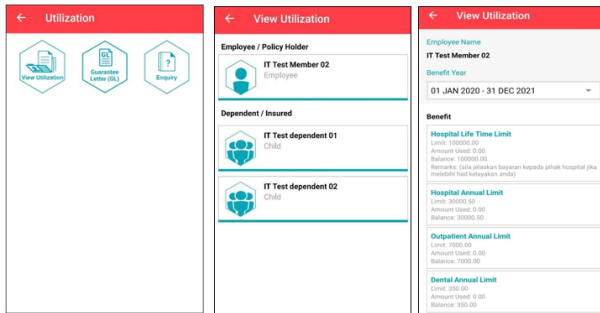 Utilization
View Utilization
GL
Guarantee
Letter (GL)
?
Enquiry
View Utilization
Employee / Policy Holder
IT Test Member 02
Employee
Dependent / Insured
IT Test dependent 01
Child
IT Test dependent 02
Child
View Utilization
Employee Name
IT Test Member 02
Benefit Year
01 JAN 2020 - 31 DEC 2021
Benefit
Hospital Life Time Limit
Limit: 100000.00
Amount Used: 0.00
Balance: 100000.00
Remarks: (sila jelaskan bayaran kepada pihak hospital jika
melebihi had kelayakan anda)
Hospital Annual Limit
Limit: 30000.50
Amount Used: 0.00
Balance: 30000.50
Outpatient Annual Limit
Limit: 7000.00
Amount Used: 0.00
Balance: 7000.00
Dental Annual Limit
Limit: 350.00
Amount Used: 0.00
Balance: 350.00